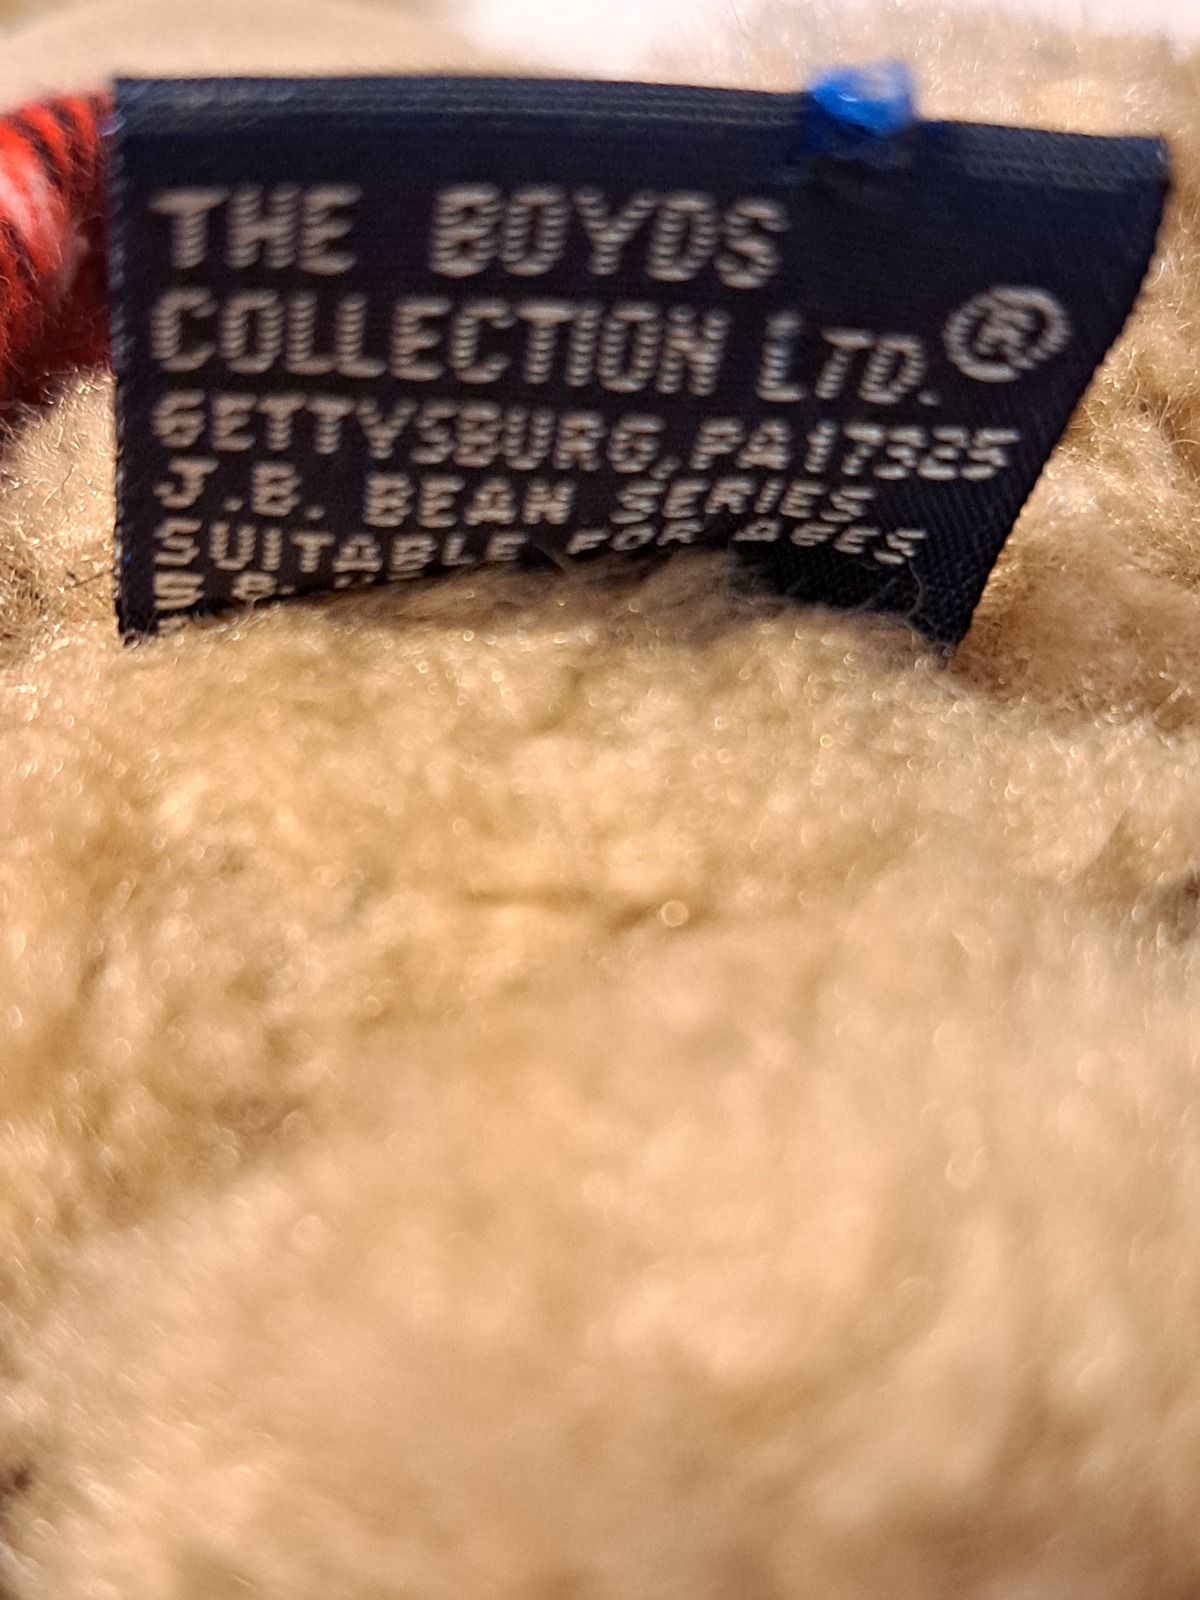 THE BOYDS
COLLECTION LTD.®
GETTYSBURG, PA 17325
J.B. BEAN SERIES
SUITABLE FOR AGES